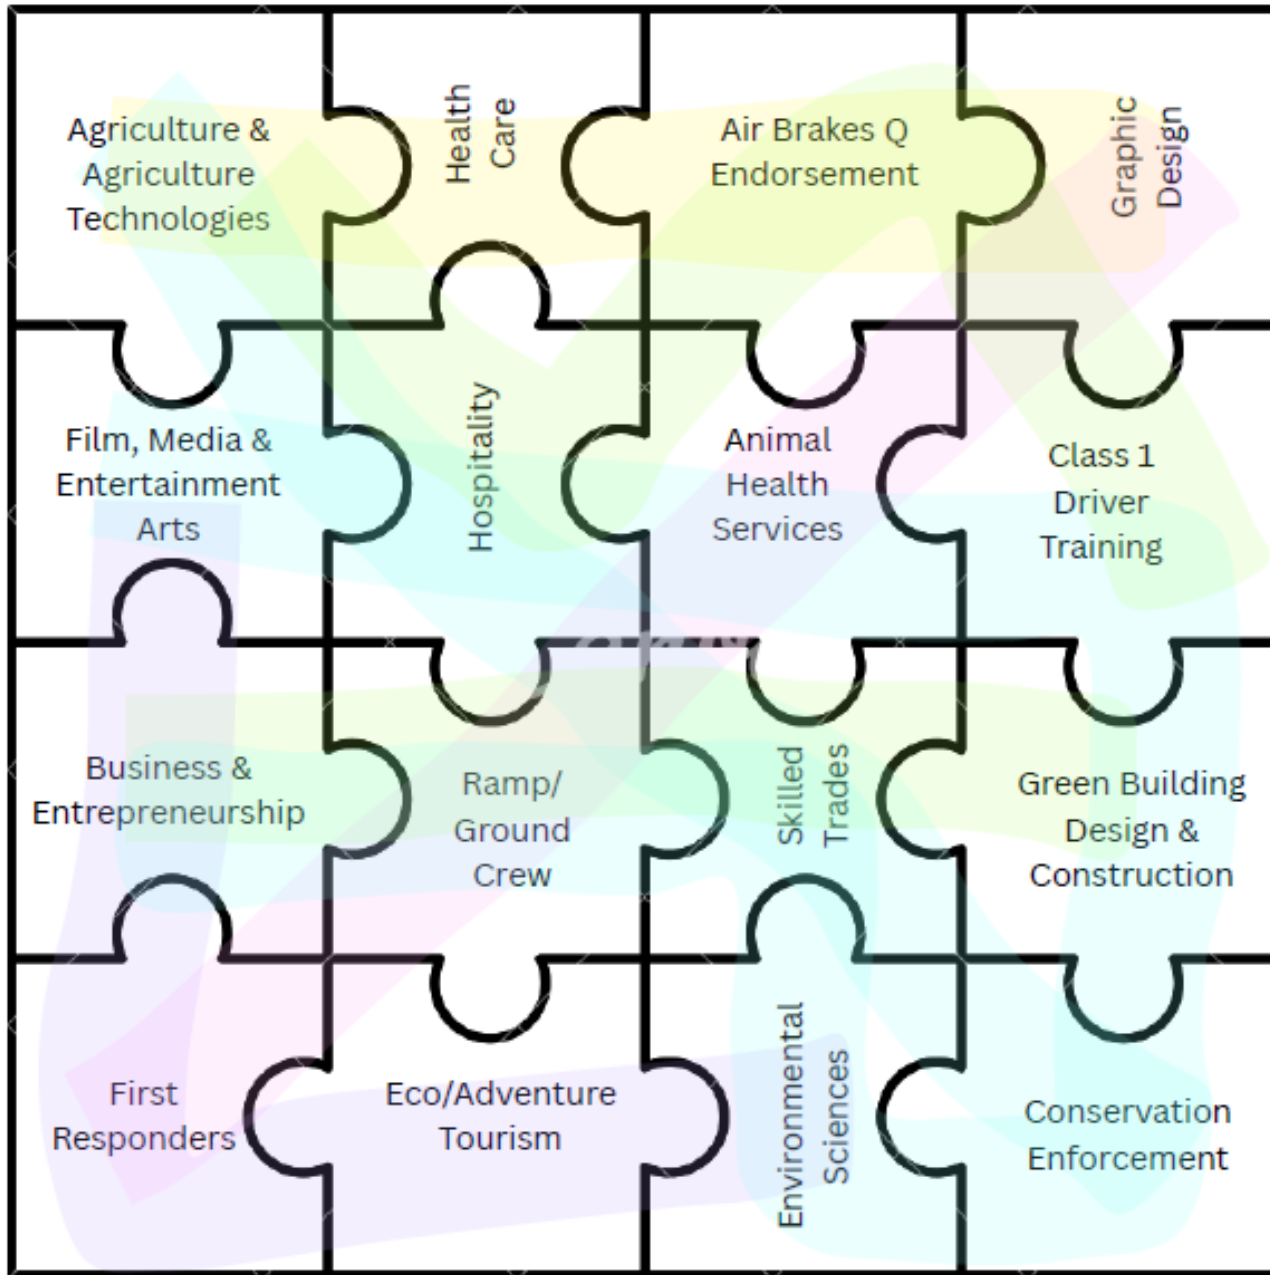 Agriculture &
Agriculture
Technologies
Health
Care
Air Brakes Q
Endorsement
Graphic
Design
Film, Media &
Entertainment
Arts
Hospitality
Animal
Health
Services
Class 1
Driver
Training
Business &
Entrepreneurship
Ramp/
Ground
Crew
Skilled
Trades
Green Building
Design &
Construction
First
Responders
Eco/Adventure
Tourism
Environmental
Sciences
Conservation
Enforcement